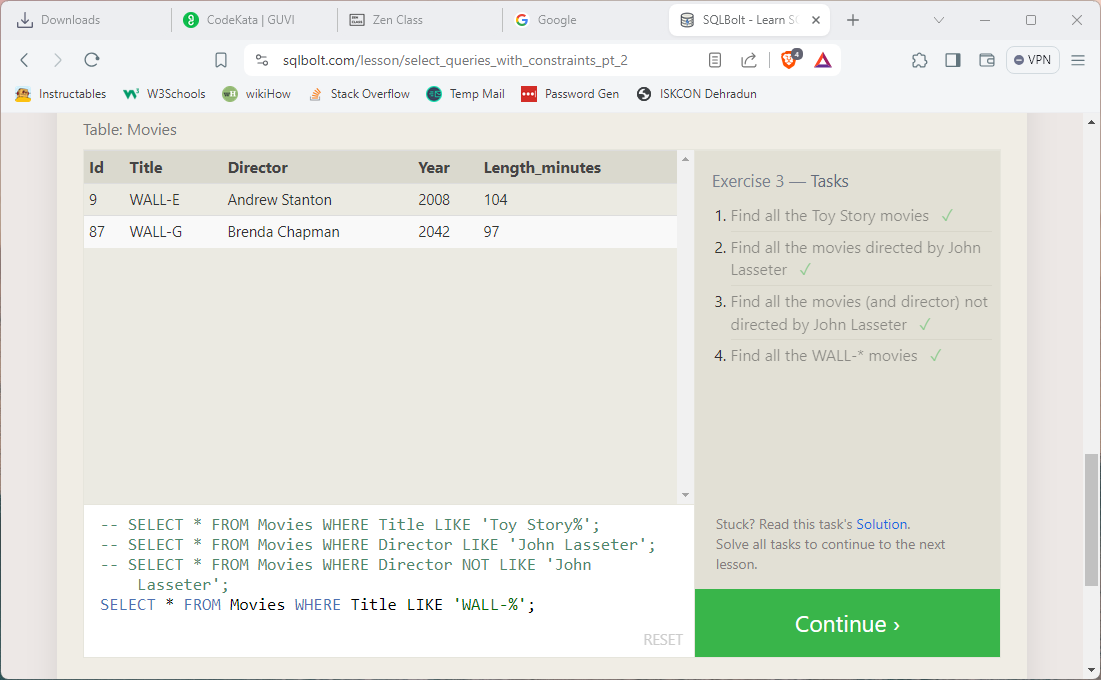 Downloads
CodeKata | GUVI
Zen Class
Google
SQLBolt - Learn S
sqlbolt.com/lesson/select_queries_with_constraints_pt_2
4
VPN
Instructables
W3Schools
wikiHow
Stack Overflow
Temp Mail
Password Gen
ISKCON Dehradun
Table: Movies
Id Title Director Year Length_minutes
9 WALL-E Andrew Stanton 2008 104
87 WALL-G Brenda Chapman 2042 97
Exercise 3 — Tasks
1. Find all the Toy Story movies ✓
2. Find all the movies directed by John
Lasseter ✓
3. Find all the movies (and director) not
directed by John Lasseter ✓
4. Find all the WALL-* movies ✓
Stuck? Read this task's Solution.
Solve all tasks to continue to the next
lesson.
Continue ›
-- SELECT * FROM Movies WHERE Title LIKE 'Toy Story%';
-- SELECT * FROM Movies WHERE Director LIKE 'John Lasseter';
-- SELECT * FROM Movies WHERE Director NOT LIKE 'John
Lasseter';
SELECT * FROM Movies WHERE Title LIKE 'WALL-%';
RESET